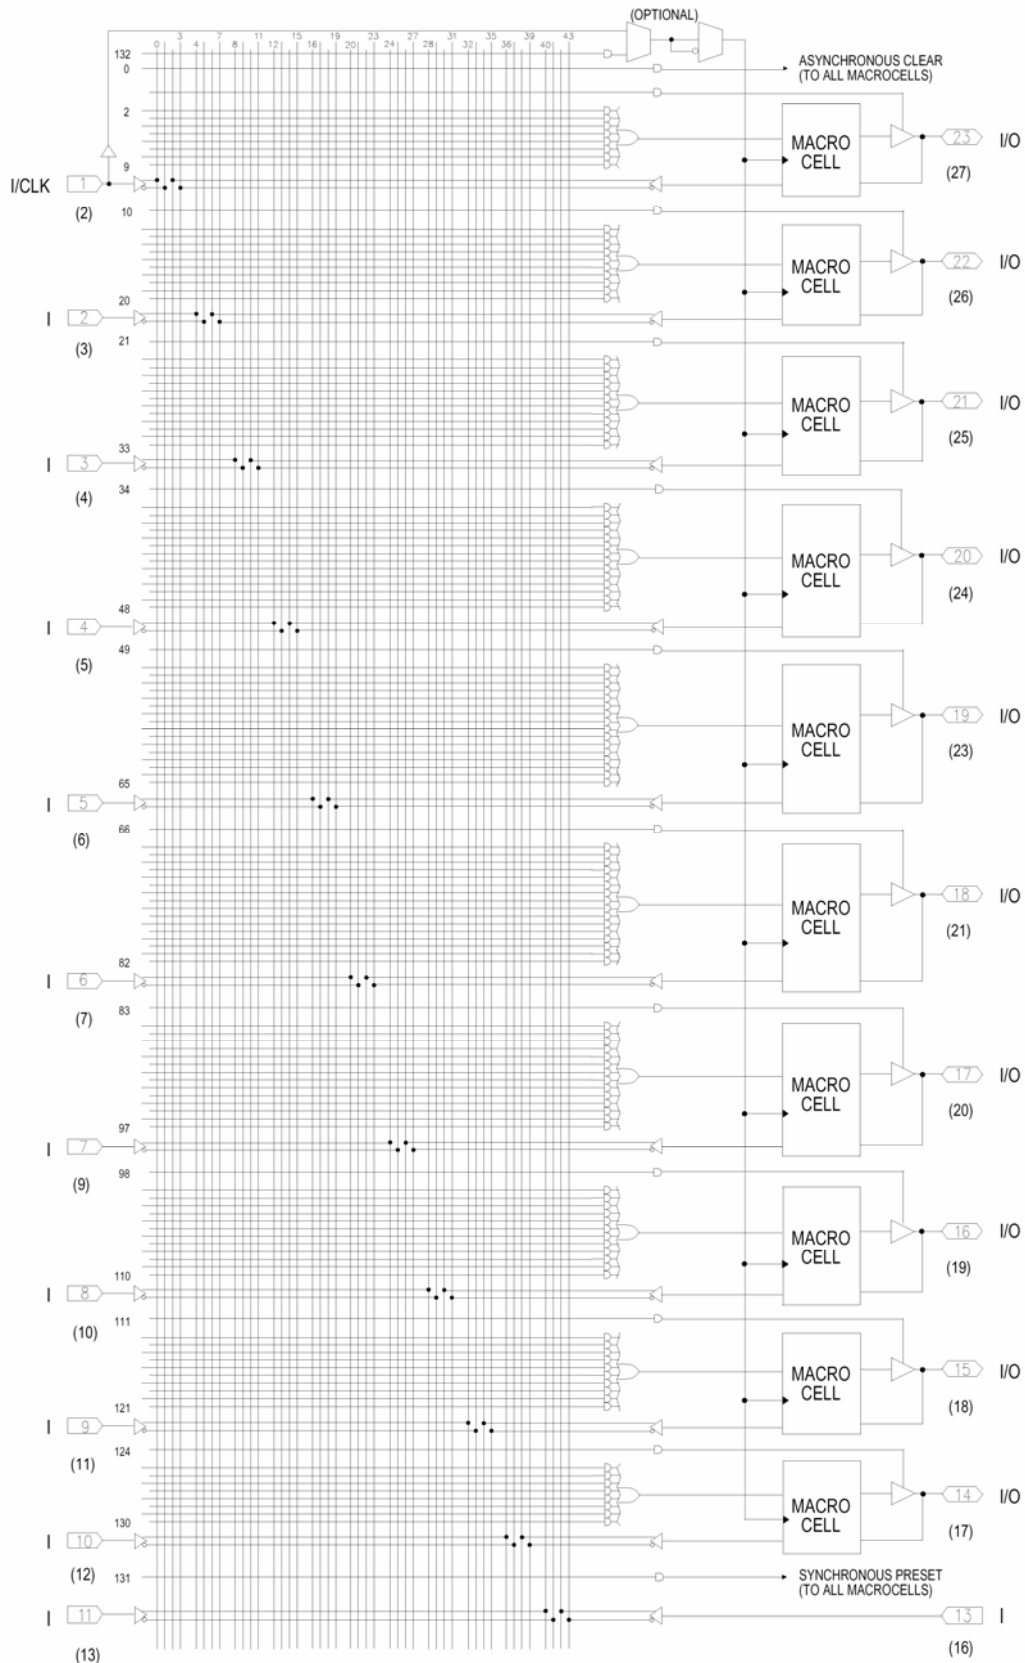 (OPTIONAL)
0 3 4 7 8 11 12 15 16 19 20 23 24 27 28 31 32 35 36 39 40 43
132
0
ASYNCHRONOUS CLEAR
(TO ALL MACROCELLS)
2
MACRO
CELL
23 I/O
9
(27)
I/CLK 1
(2)
10
MACRO
CELL
22 I/O
(26)
20
I 2
(3)
21
MACRO
CELL
21 I/O
(25)
33
I 3
(4)
34
MACRO
CELL
20 I/O
(24)
48
I 4
(5)
49
MACRO
CELL
19 I/O
(23)
65
I 5
(6)
66
MACRO
CELL
18 I/O
(21)
82
I 6
(7)
83
MACRO
CELL
17 I/O
(20)
97
I 7
(9)
98
MACRO
CELL
16 I/O
(19)
110
I 8
(10)
111
MACRO
CELL
15 I/O
(18)
121
I 9
(11)
124
MACRO
CELL
14 I/O
(17)
130
I 10
(12)
131
SYNCHRONOUS PRESET
(TO ALL MACROCELLS)
I 11
13 I
(13)
(16)